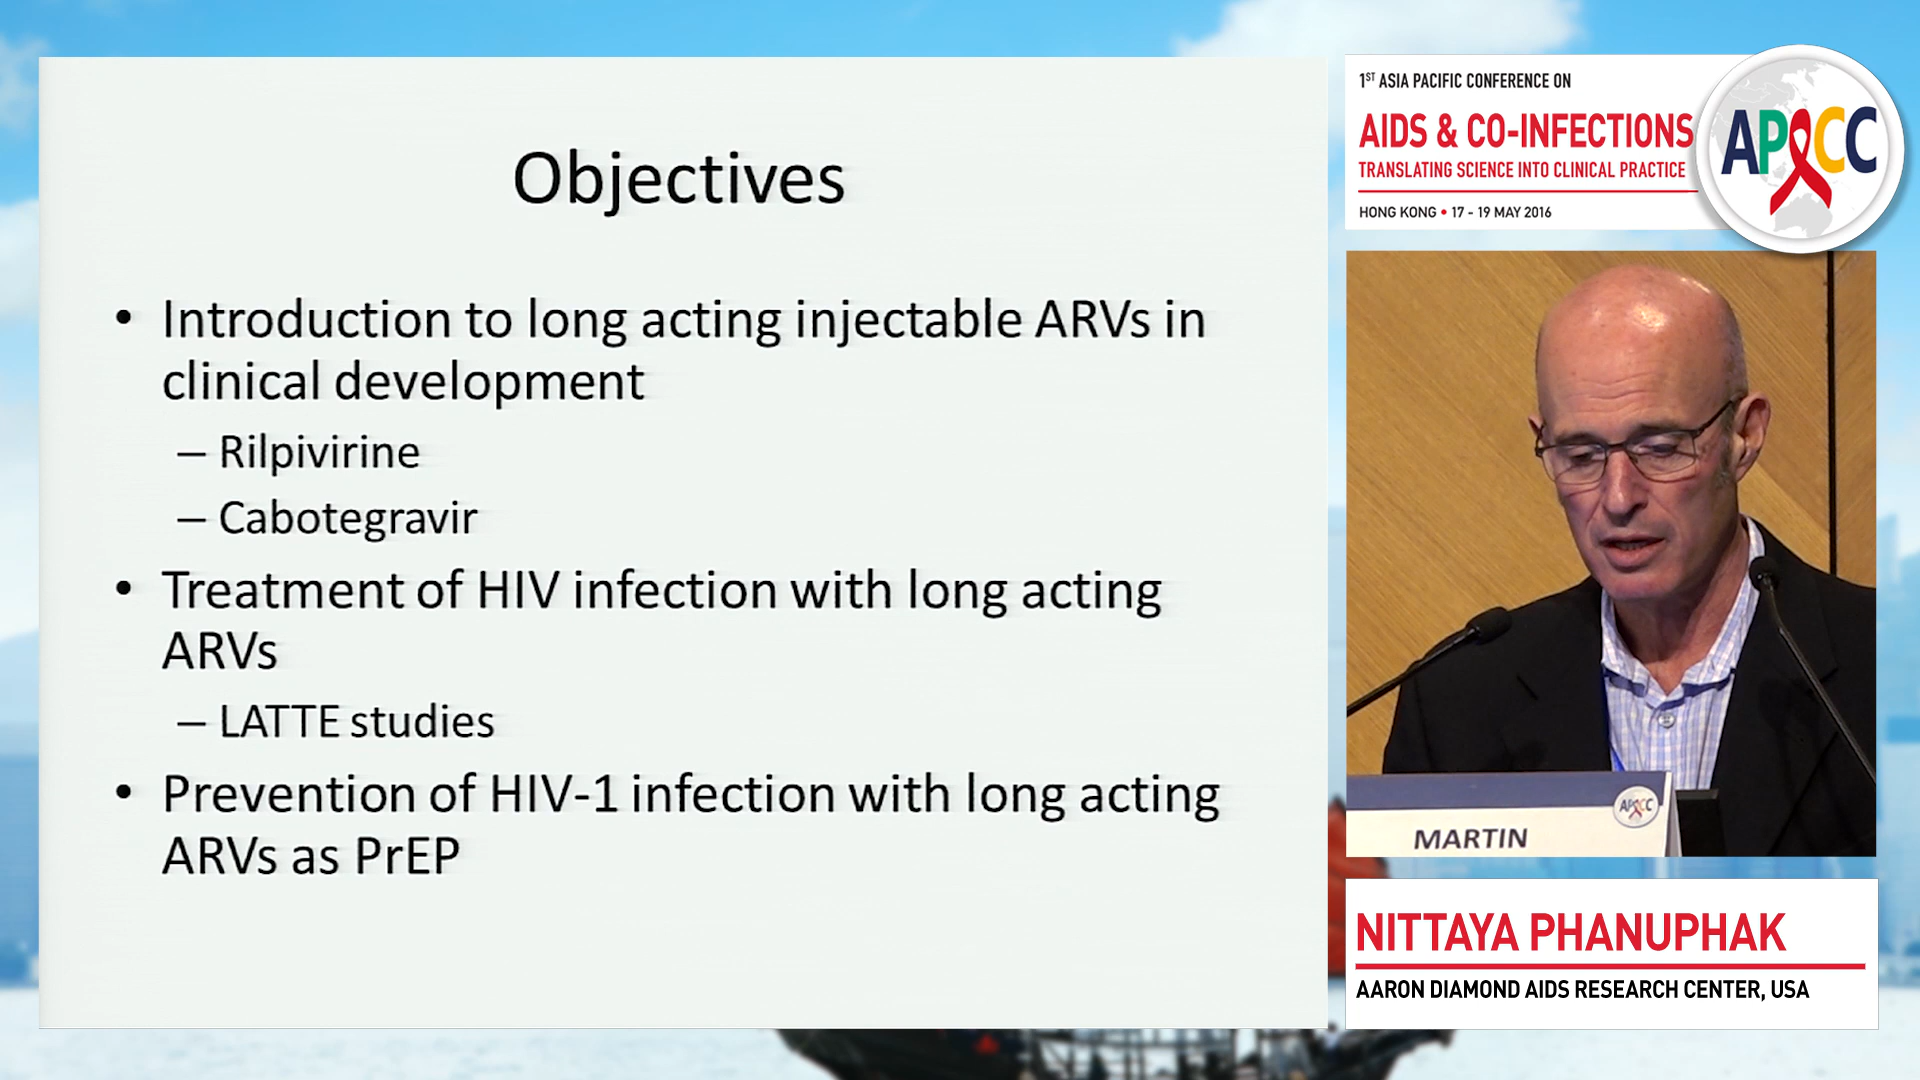 Objectives
• Introduction to long acting injectable ARVs in
clinical development
– Rilpivirine
– Cabotegravir
• Treatment of HIV infection with long acting
ARVs
– LATTE studies
• Prevention of HIV-1 infection with long acting
ARVs as PrEP
1ST ASIA PACIFIC CONFERENCE ON
AIDS & CO-INFECTIONS
TRANSLATING SCIENCE INTO CLINICAL PRACTICE
HONG KONG • 17 - 19 MAY 2016
APACC
APACC
MARTIN
NITTAYA PHANUPHAK
AARON DIAMOND AIDS RESEARCH CENTER, USA